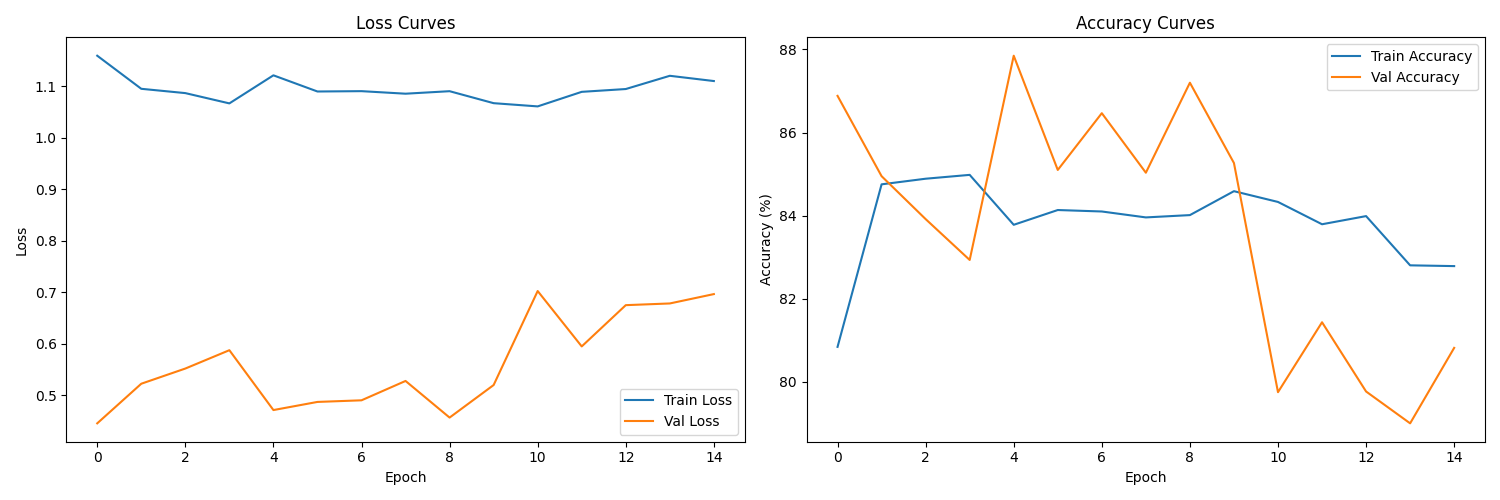 Loss Curves
Loss
1.1
1.0
0.9
0.8
0.7
0.6
0.5
0 2 4 6 8 10 12 14
Epoch
Train Loss
Val Loss
Accuracy Curves
Accuracy (%)
88
86
84
82
80
0 2 4 6 8 10 12 14
Epoch
Train Accuracy
Val Accuracy